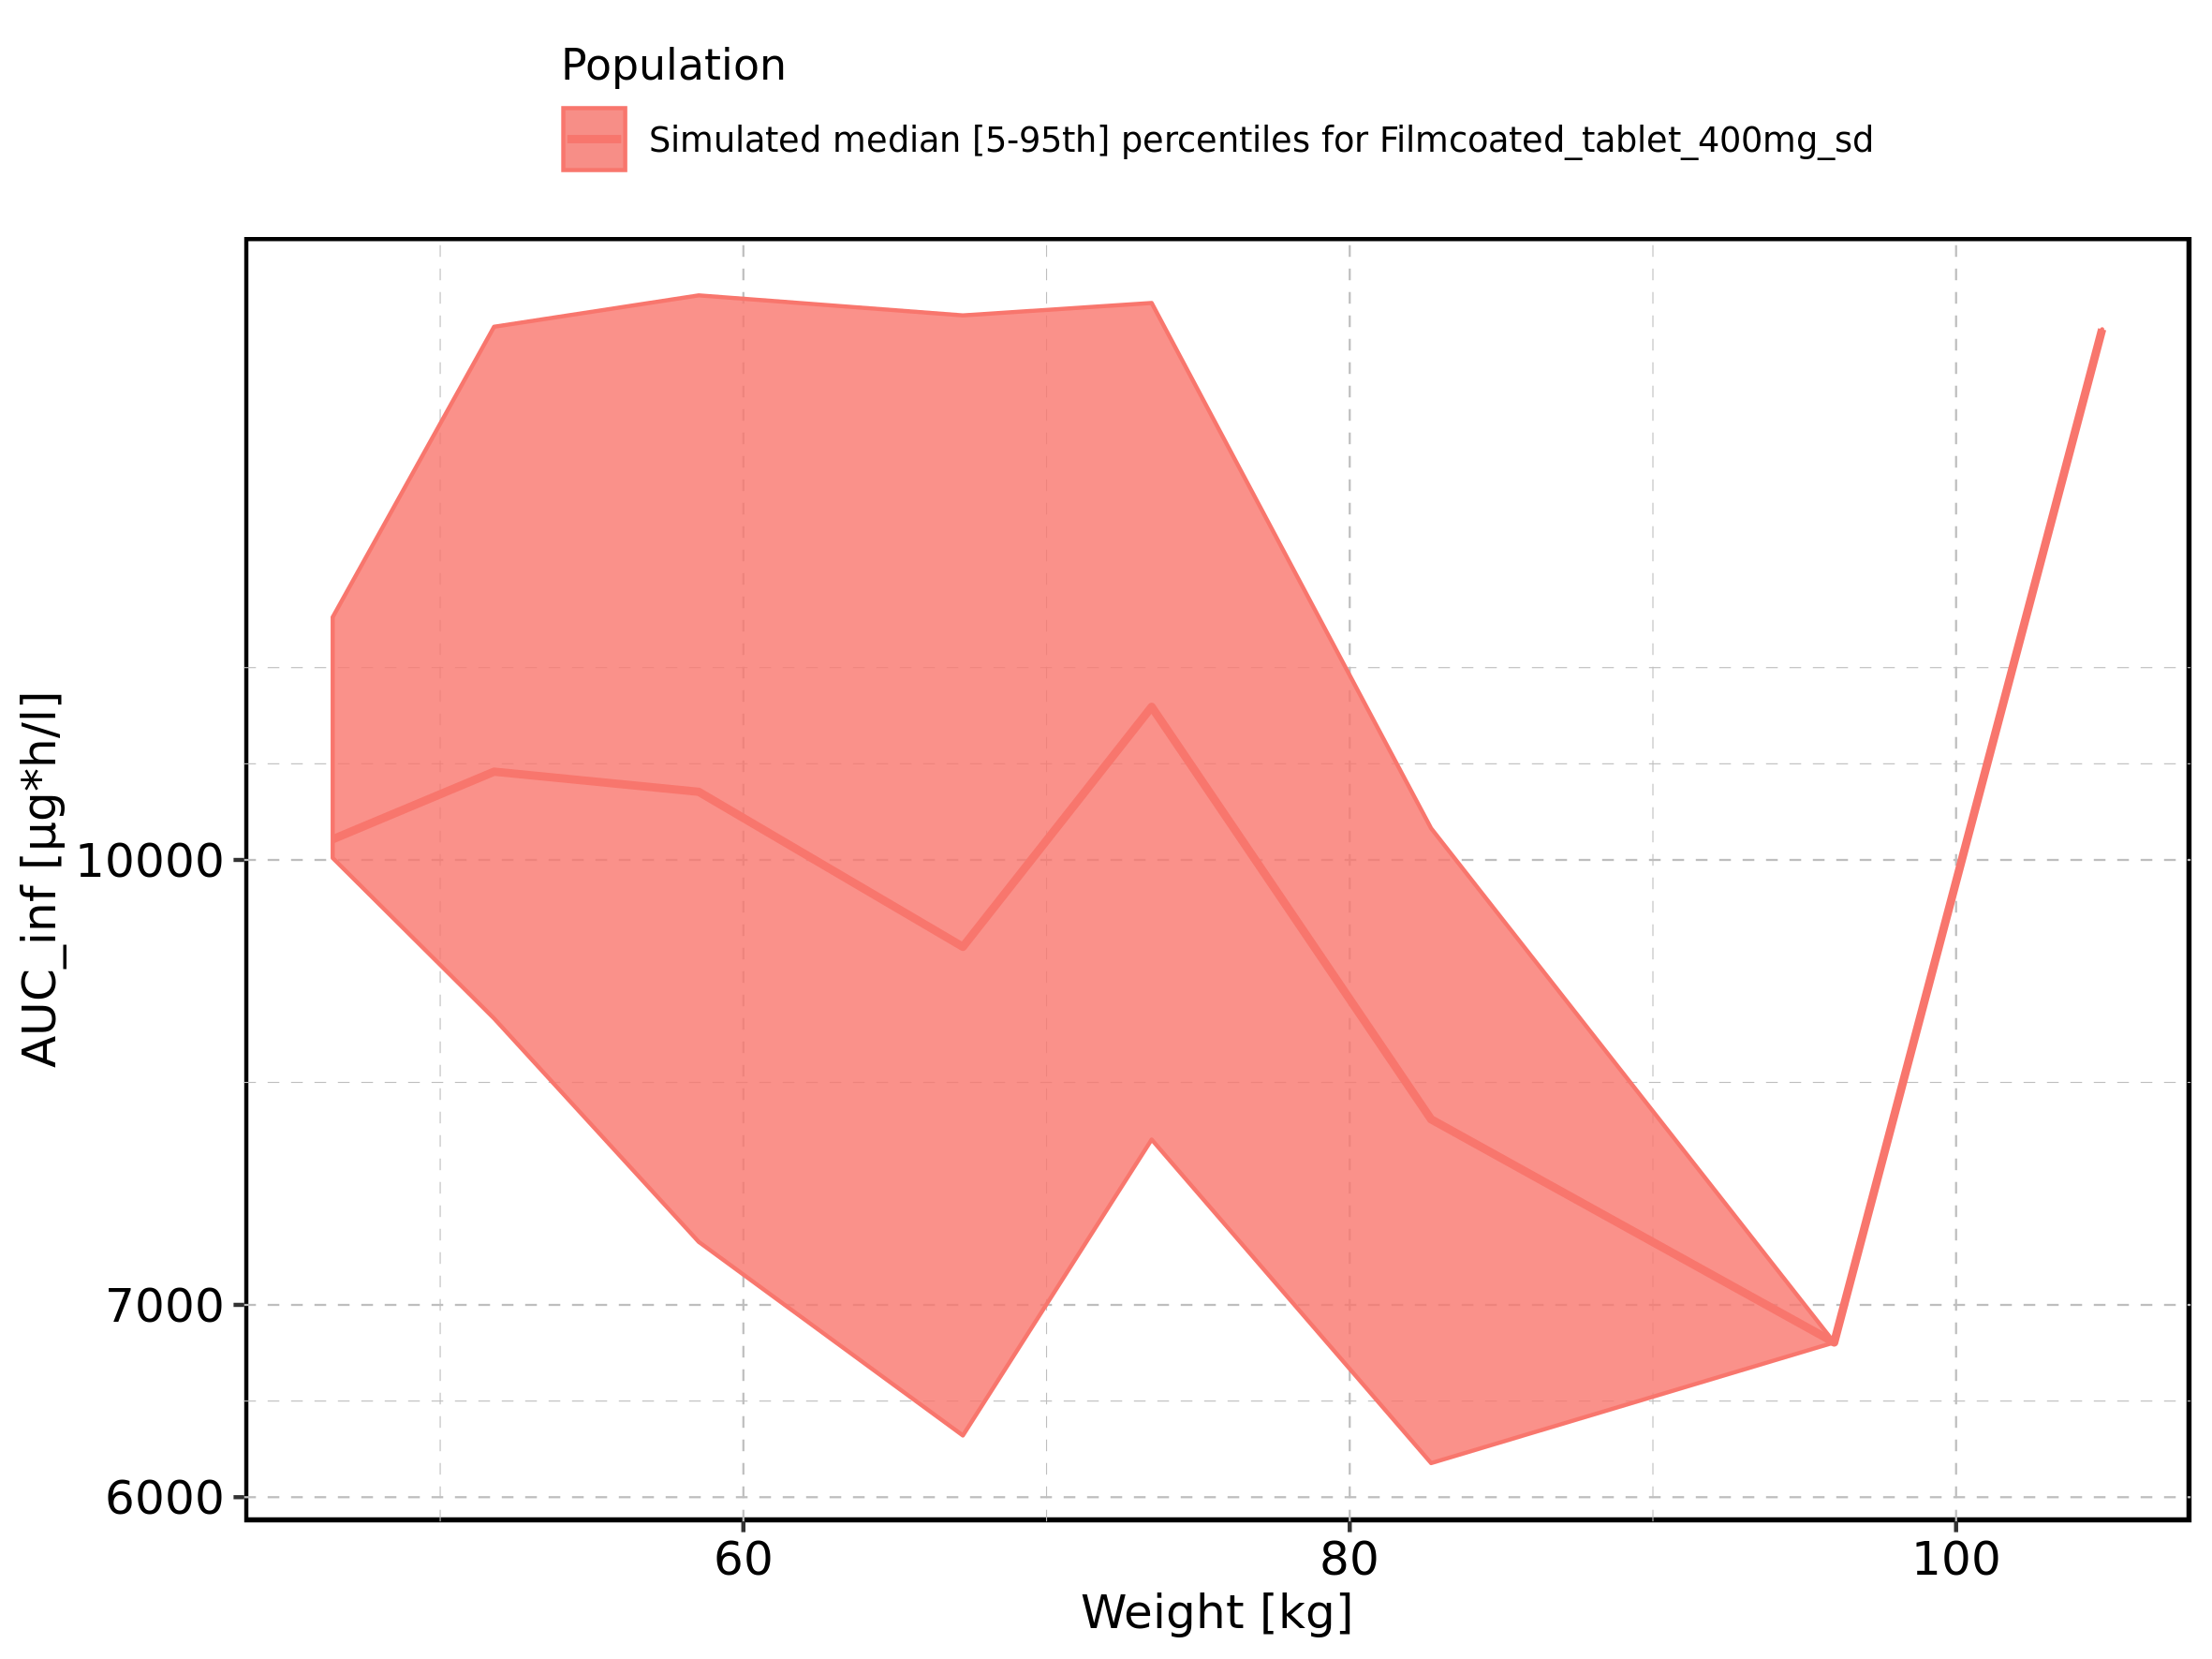 Population
Simulated median [5-95th] percentiles for Filmcoated_tablet_400mg_sd
AUC_inf [µg*h/l]
10000
7000
6000
60
80
100
Weight [kg]